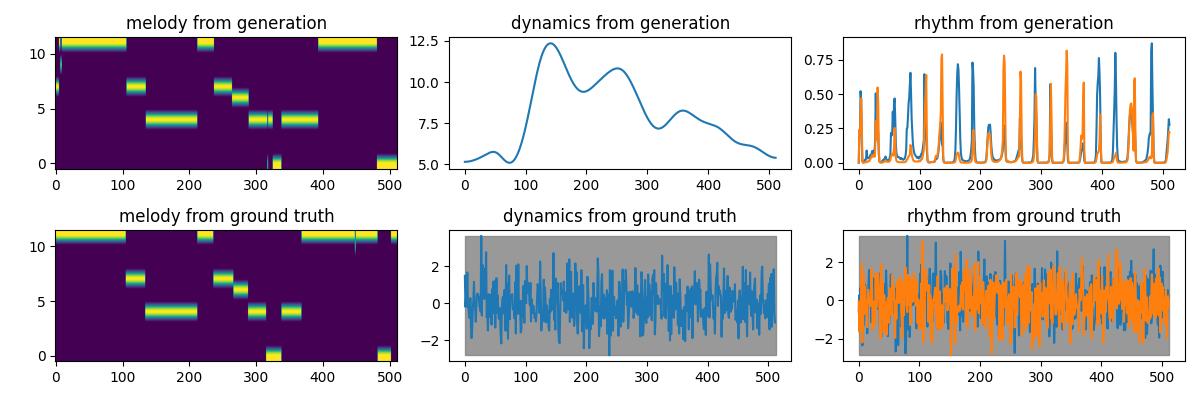 melody from generation
10
5
0
0 100 200 300 400 500
dynamics from generation
12.5
10.0
7.5
5.0
0 100 200 300 400 500
rhythm from generation
0.75
0.50
0.25
0.00
0 100 200 300 400 500
melody from ground truth
10
5
0
0 100 200 300 400 500
dynamics from ground truth
2
0
−2
0 100 200 300 400 500
rhythm from ground truth
2
0
−2
0 100 200 300 400 500